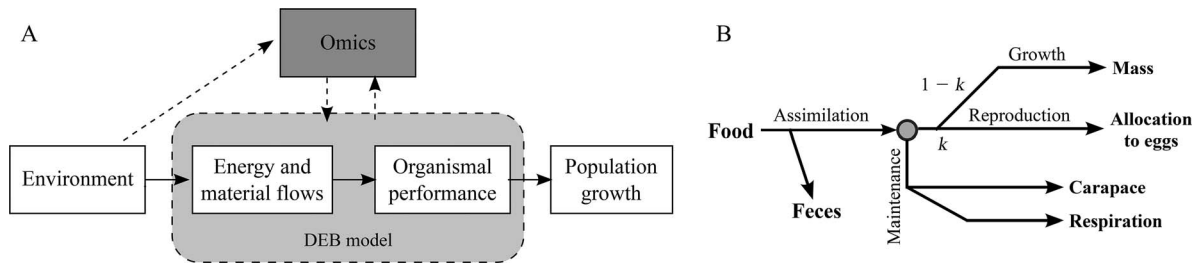 A
Omics
Environment
Energy and
material flows
Organismal
performance
Population
growth
DEB model
B
Growth
Mass
1 − k
Assimilation
Reproduction
Food
Allocation
to eggs
k
Maintenance
Carapace
Feces
Respiration